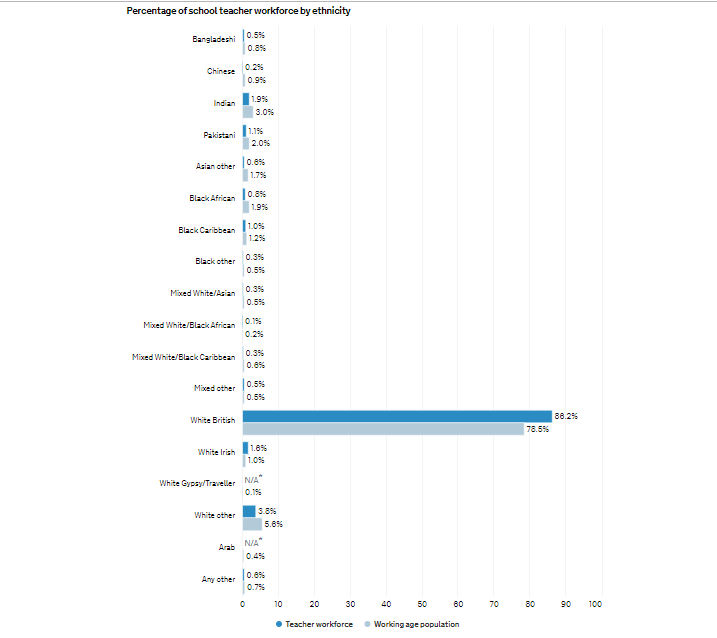 Percentage of school teacher workforce by ethnicity
Bangladeshi
0.5%
0.8%
Chinese
0.2%
0.9%
Indian
1.9%
3.0%
Pakistani
1.1%
2.0%
Asian other
0.6%
1.7%
Black African
0.8%
1.9%
Black Caribbean
1.0%
1.2%
Black other
0.3%
0.5%
Mixed White/Asian
0.3%
0.5%
Mixed White/Black African
0.1%
0.2%
Mixed White/Black Caribbean
0.3%
0.6%
Mixed other
0.5%
0.5%
White British
86.2%
78.5%
White Irish
1.6%
1.0%
White Gypsy/Traveller
N/A*
0.1%
White other
3.8%
5.6%
Arab
N/A*
0.4%
Any other
0.6%
0.7%
0 10 20 30 40 50 60 70 80 90 100
Teacher workforce Working age population